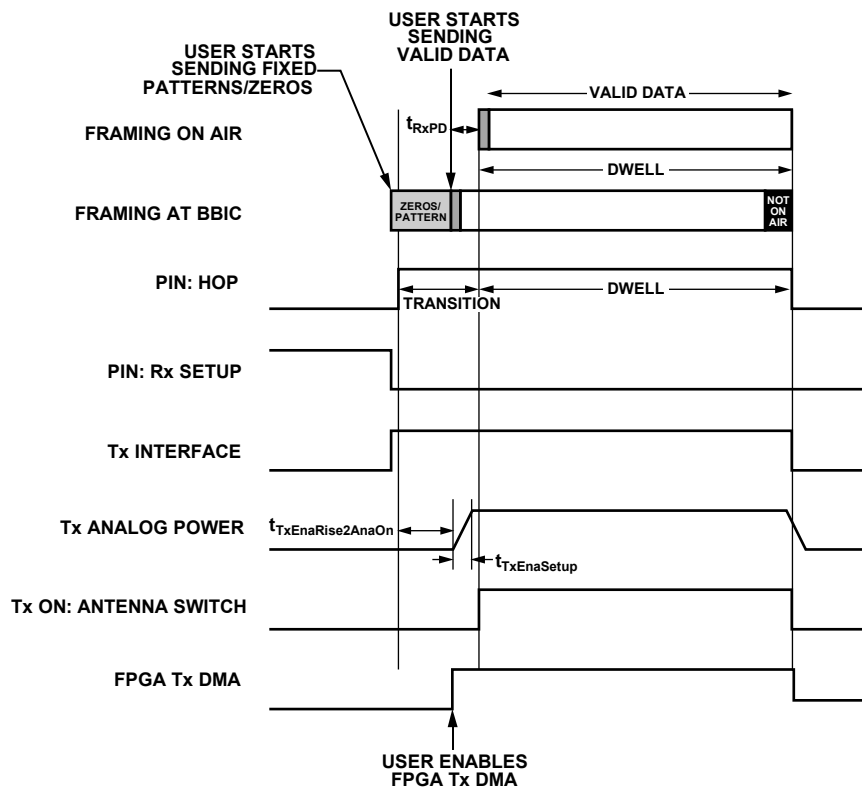 USER STARTS
SENDING
VALID DATA
USER STARTS
SENDING FIXED
PATTERNS/ZEROS
VALID DATA
tRxPD
FRAMING ON AIR
DWELL
FRAMING AT BBIC
ZEROS/
PATTERN
NOT
ON
AIR
PIN: HOP
TRANSITION
DWELL
PIN: Rx SETUP
Tx INTERFACE
Tx ANALOG POWER
tTxEnaRise2AnaOn
tTxEnaSetup
Tx ON: ANTENNA SWITCH
FPGA Tx DMA
USER ENABLES
FPGA Tx DMA